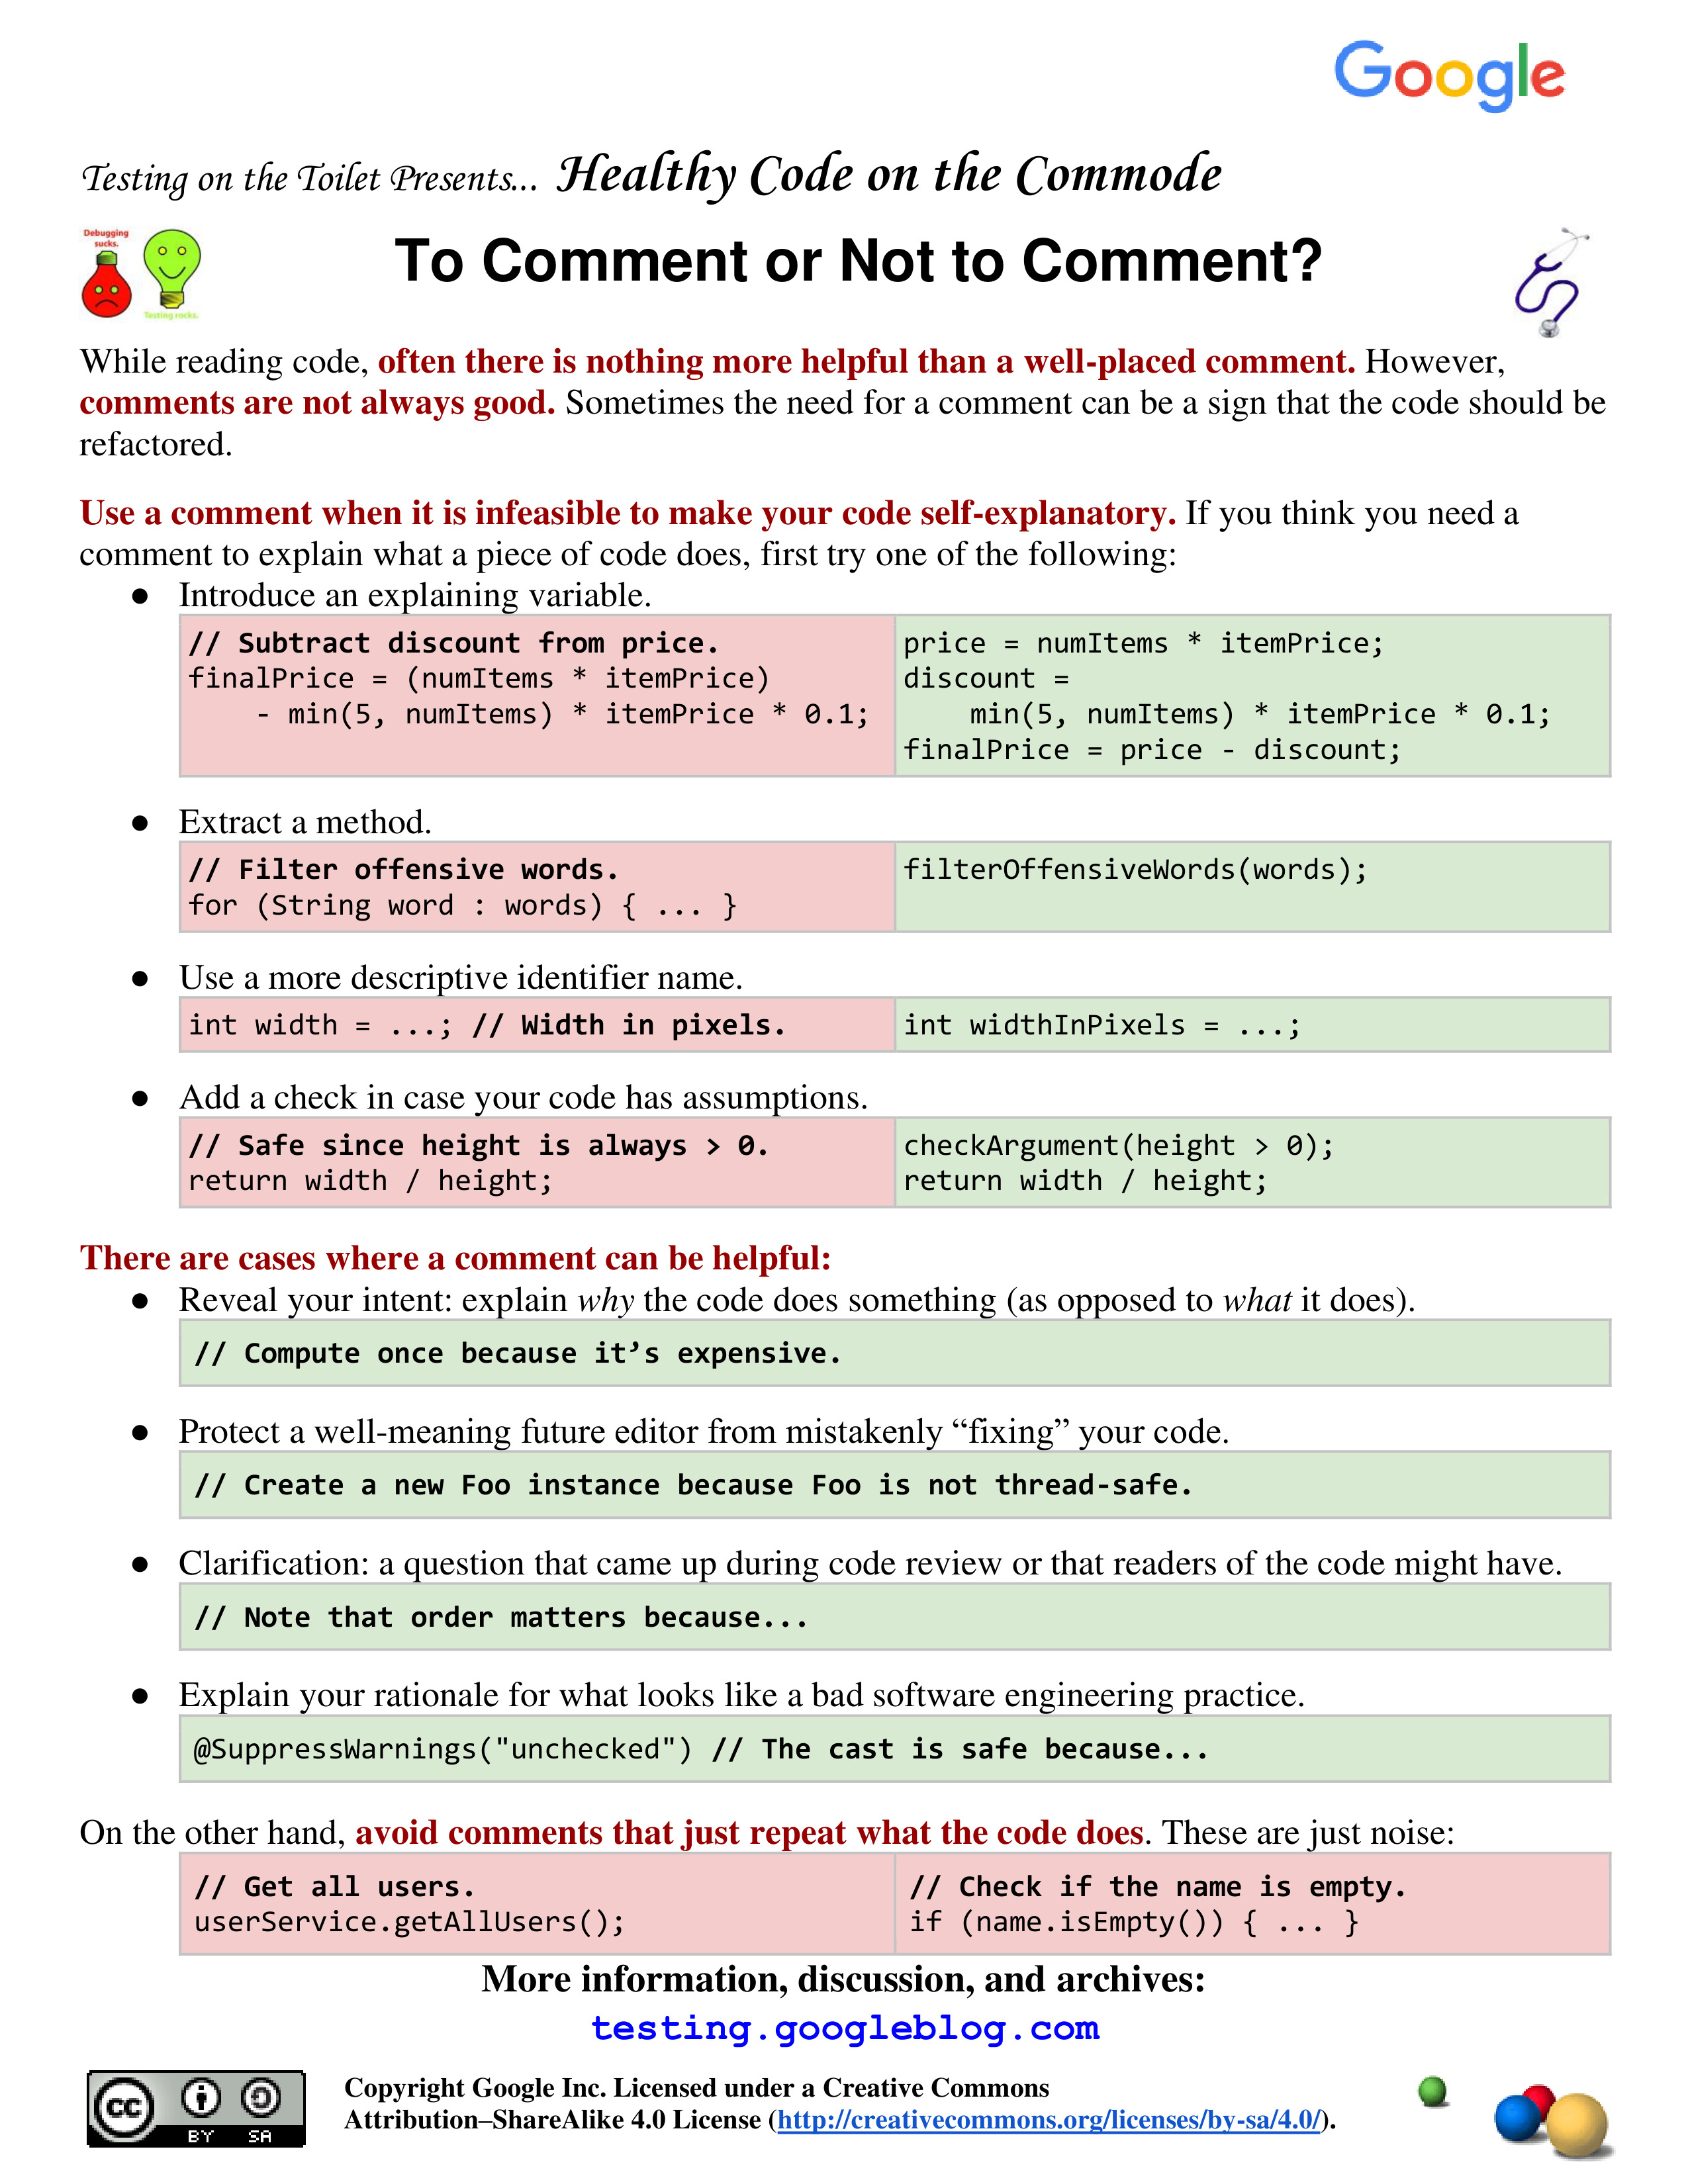 Google
Testing on the Toilet Presents... Healthy Code on the Commode
Debugging
sucks.
Testing rocks.
To Comment or Not to Comment?
While reading code, often there is nothing more helpful than a well-placed comment. However,
comments are not always good. Sometimes the need for a comment can be a sign that the code should be
refactored.
Use a comment when it is infeasible to make your code self-explanatory. If you think you need a
comment to explain what a piece of code does, first try one of the following:
● Introduce an explaining variable.
// Subtract discount from price.
finalPrice = (numItems * itemPrice)
    - min(5, numItems) * itemPrice * 0.1;
price = numItems * itemPrice;
discount =
    min(5, numItems) * itemPrice * 0.1;
finalPrice = price - discount;
● Extract a method.
// Filter offensive words.
for (String word : words) { ... }
filterOffensiveWords(words);
● Use a more descriptive identifier name.
int width = ...; // Width in pixels.
int widthInPixels = ...;
● Add a check in case your code has assumptions.
// Safe since height is always > 0.
return width / height;
checkArgument(height > 0);
return width / height;
There are cases where a comment can be helpful:
● Reveal your intent: explain why the code does something (as opposed to what it does).
// Compute once because it’s expensive.
● Protect a well-meaning future editor from mistakenly “fixing” your code.
// Create a new Foo instance because Foo is not thread-safe.
● Clarification: a question that came up during code review or that readers of the code might have.
// Note that order matters because...
● Explain your rationale for what looks like a bad software engineering practice.
@SuppressWarnings("unchecked") // The cast is safe because...
On the other hand, avoid comments that just repeat what the code does. These are just noise:
// Get all users.
userService.getAllUsers();
// Check if the name is empty.
if (name.isEmpty()) { ... }
More information, discussion, and archives:
testing.googleblog.com
cc
BY SA
Copyright Google Inc. Licensed under a Creative Commons
Attribution–ShareAlike 4.0 License (http://creativecommons.org/licenses/by-sa/4.0/).